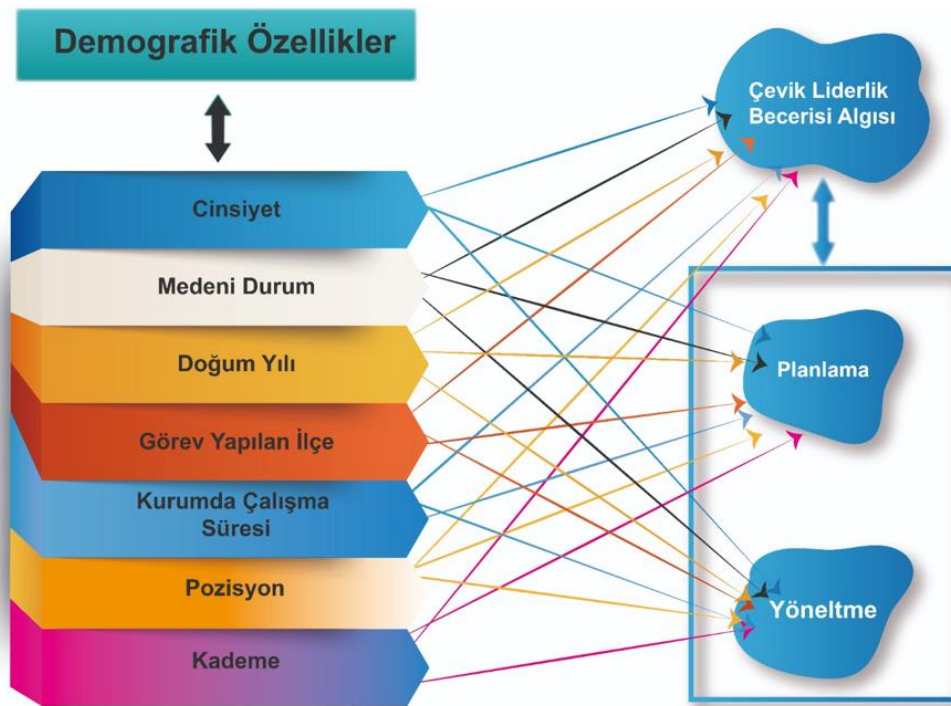 Demografik Özellikler
Çevik Liderlik
Becerisi Algısı
Cinsiyet
Medeni Durum
Doğum Yılı
Görev Yapılan İlçe
Kurumda Çalışma
Süresi
Pozisyon
Kademe
Planlama
Yöneltme